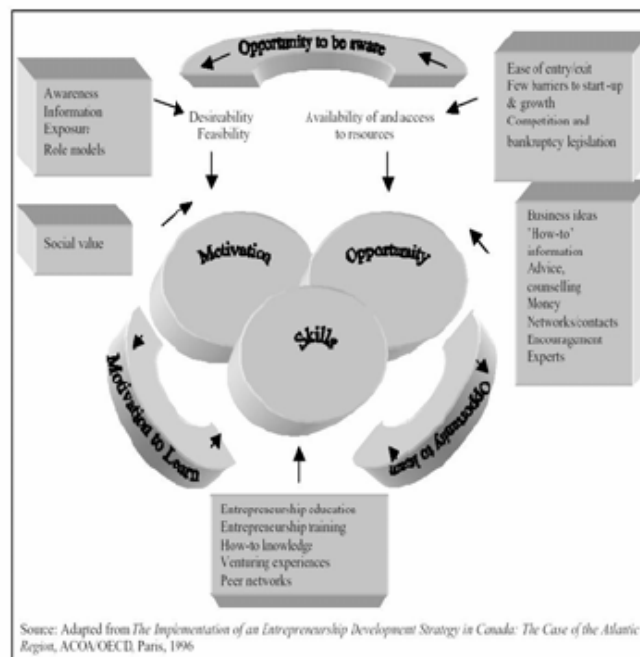 Opportunity to be aware
Awareness
Information
Exposure
Role models
Desirability
Feasibility
Availability of and access
to resources
Ease of entry/exit
Few barriers to start-up
& growth
Competition and
bankruptcy legislation
Social value
Motivation
Opportunity
Skills
Business ideas
"How-to"
information
Advice,
counselling
Money
Networks/contacts
Encouragement
Experts
Motivation to Learn
Opportunity to learn
Entrepreneurship education
Entrepreneurship training
How-to knowledge
Venturing experiences
Peer networks
Source: Adapted from The Implementation of an Entrepreneurship Development Strategy in Canada: The Case of the Atlantic
Region, ACOA/OECD, Paris, 1996